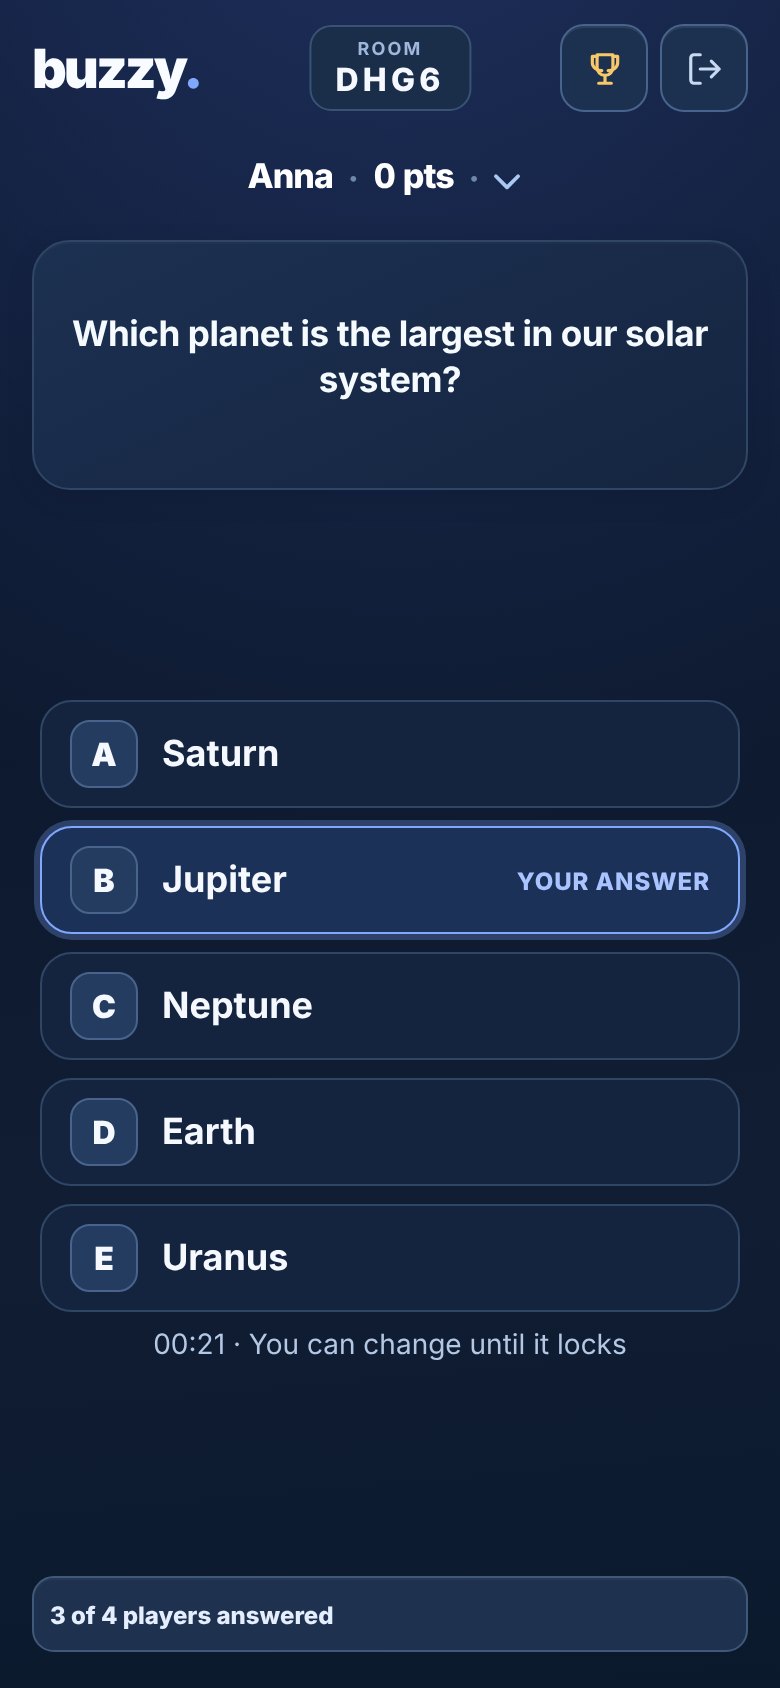 buzzy.
ROOM
DHG6
Anna · 0 pts ·
Which planet is the largest in our solar
system?
A Saturn
B Jupiter YOUR ANSWER
C Neptune
D Earth
E Uranus
00:21 · You can change until it locks
3 of 4 players answered